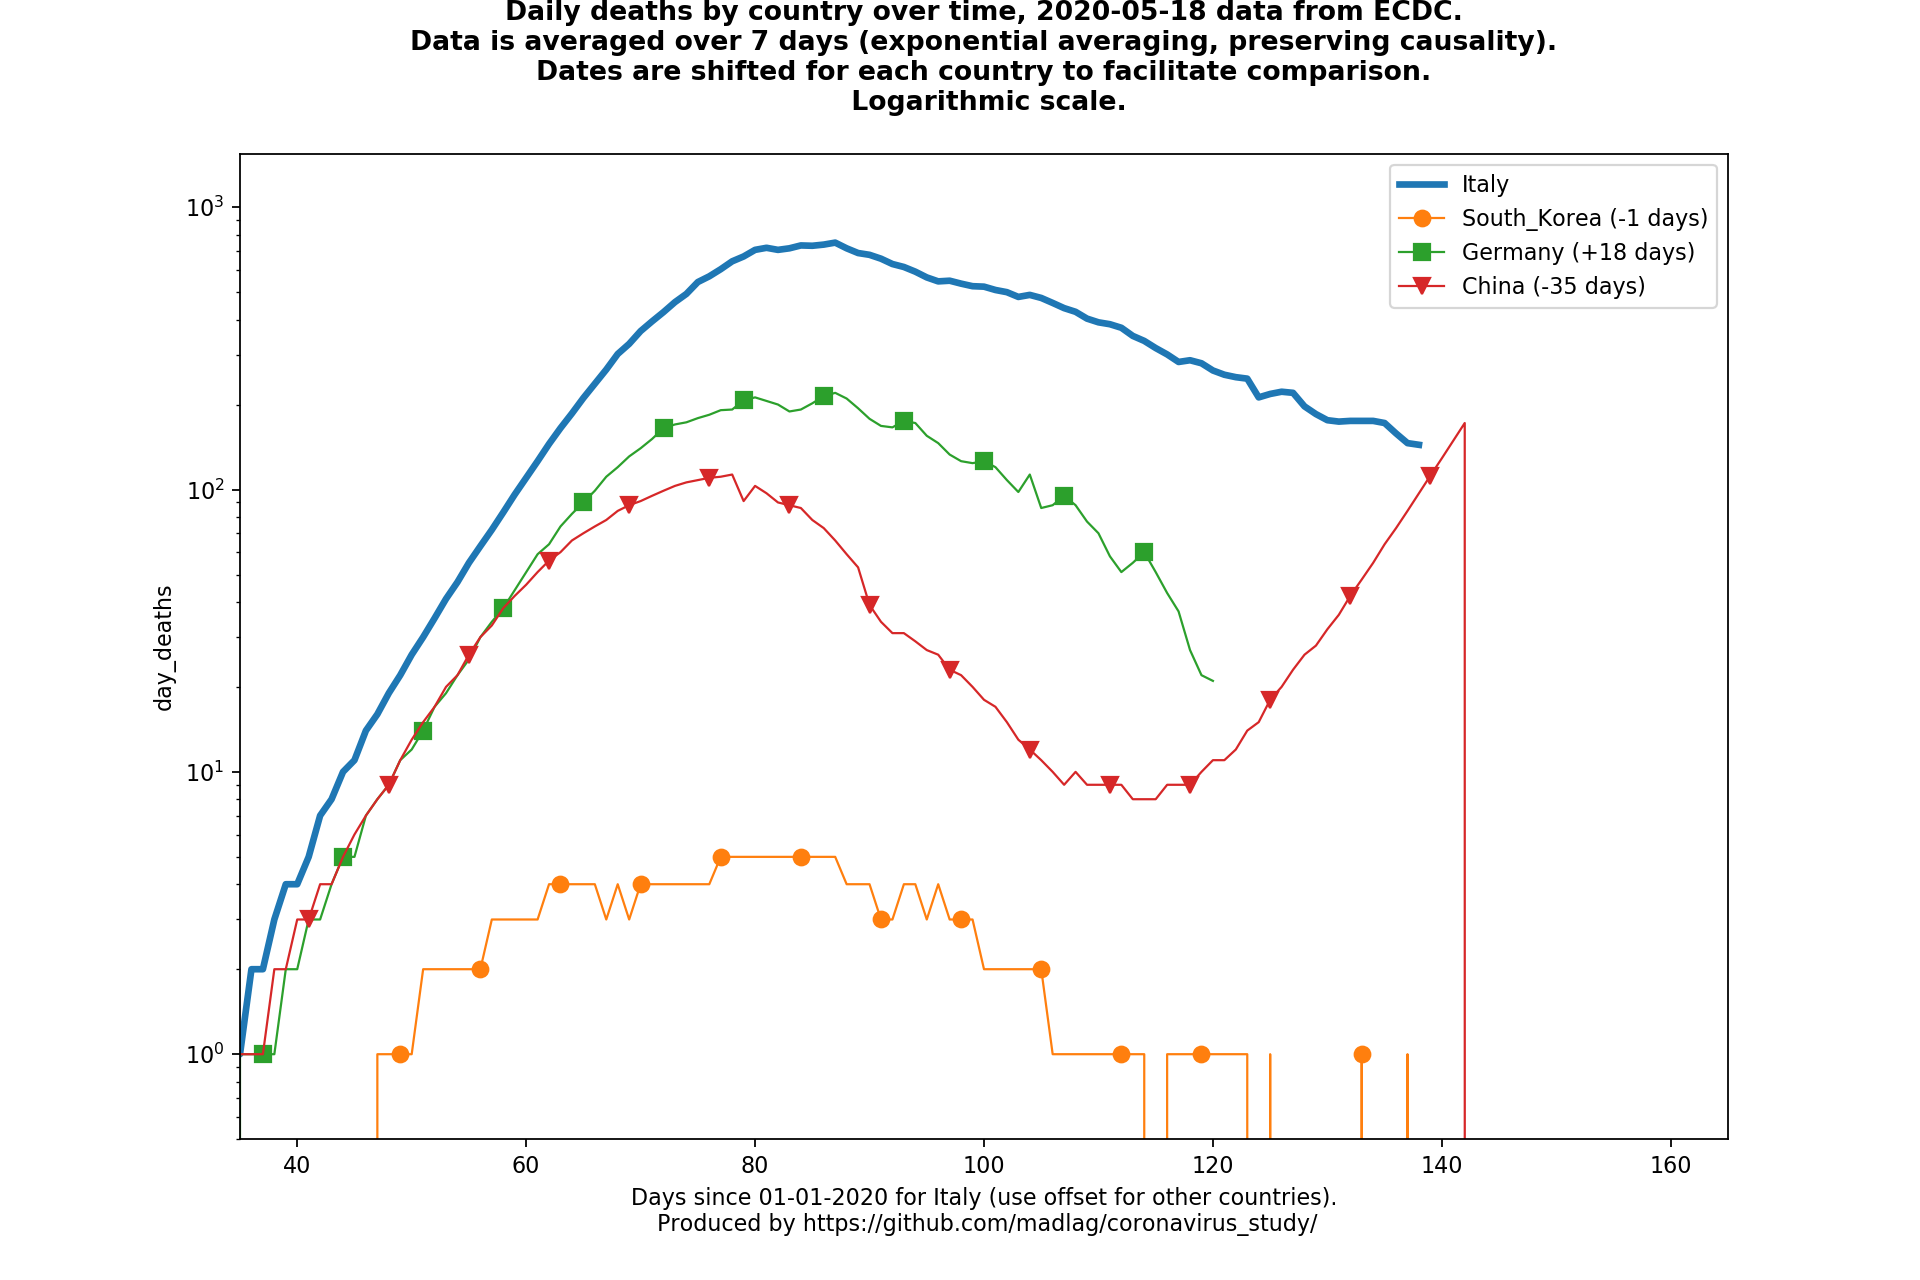 Daily deaths by country over time, 2020-05-18 data from ECDC.
Data is averaged over 7 days (exponential averaging, preserving causality).
Dates are shifted for each country to facilitate comparison.
Logarithmic scale.
10³
Italy
South_Korea (-1 days)
Germany (+18 days)
China (-35 days)
10²
day_deaths
10¹
10⁰
40 60 80 100 120 140 160
Days since 01-01-2020 for Italy (use offset for other countries).
Produced by https://github.com/madlag/coronavirus_study/